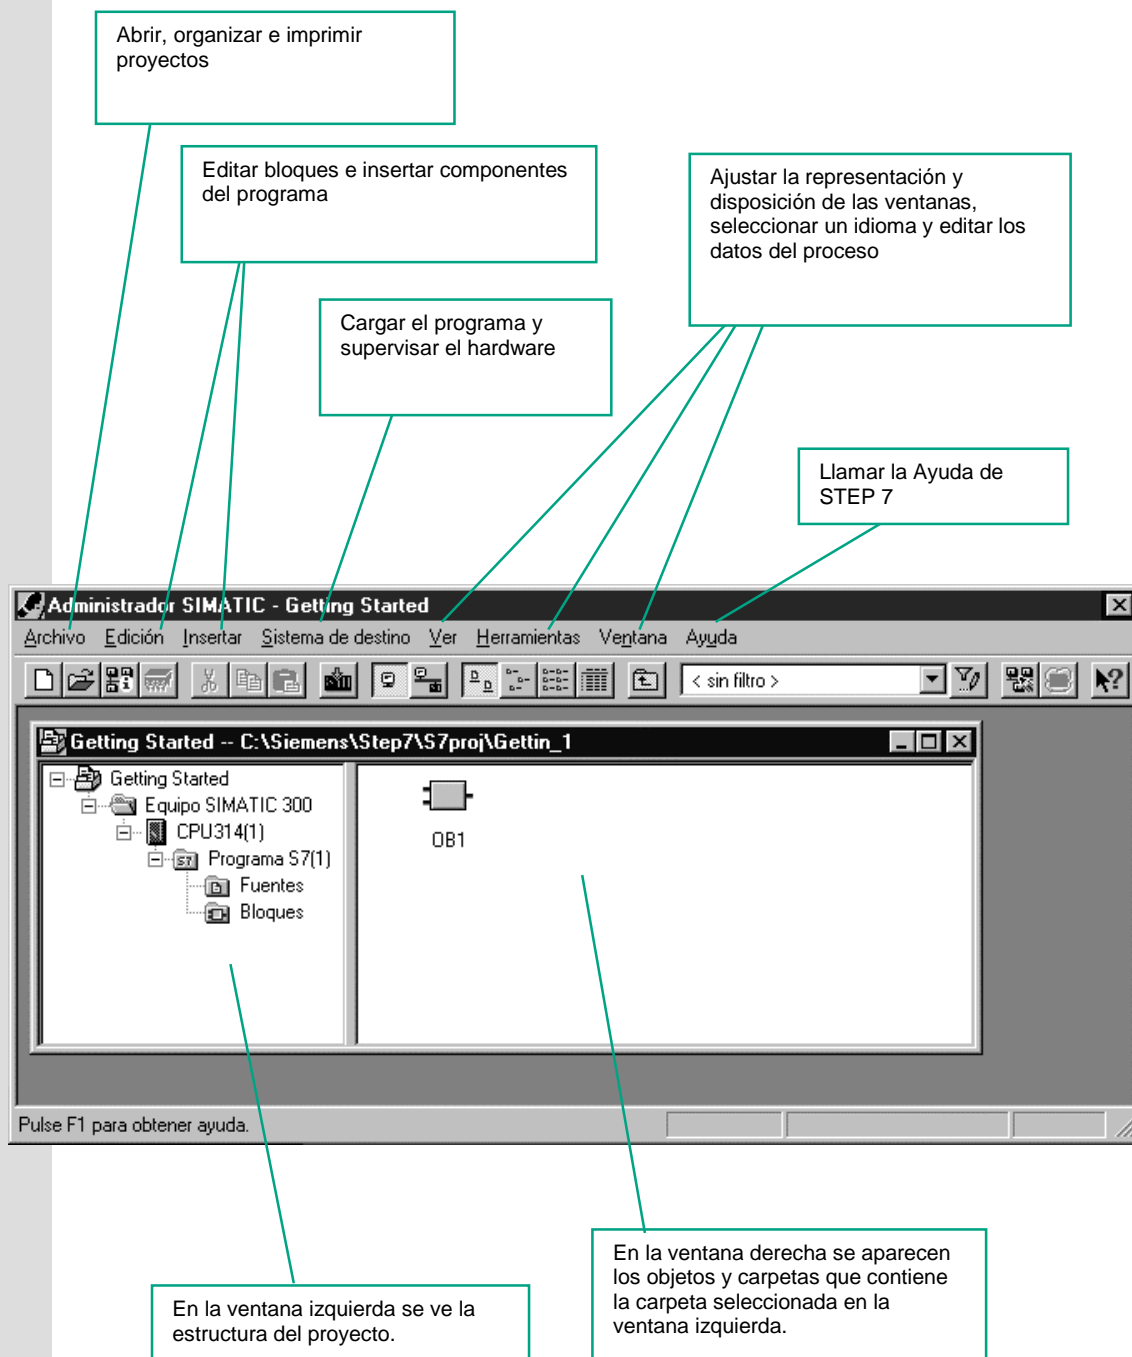 Abrir, organizar e imprimir
proyectos
Editar bloques e insertar componentes
del programa
Ajustar la representación y
disposición de las ventanas,
seleccionar un idioma y editar los
datos del proceso
Cargar el programa y
supervisar el hardware
Llamar la Ayuda de
STEP 7
Administrador SIMATIC - Getting Started
Archivo Edición Insertar Sistema de destino Ver Herramientas Ventana Ayuda
< sin filtro >
Getting Started -- C:\Siemens\Step7\S7proj\Gettin_1
Getting Started
Equipo SIMATIC 300
CPU314(1)
Programa S7(1)
Fuentes
Bloques
OB1
Pulse F1 para obtener ayuda.
En la ventana derecha se aparecen
los objetos y carpetas que contiene
la carpeta seleccionada en la
ventana izquierda.
En la ventana izquierda se ve la
estructura del proyecto.